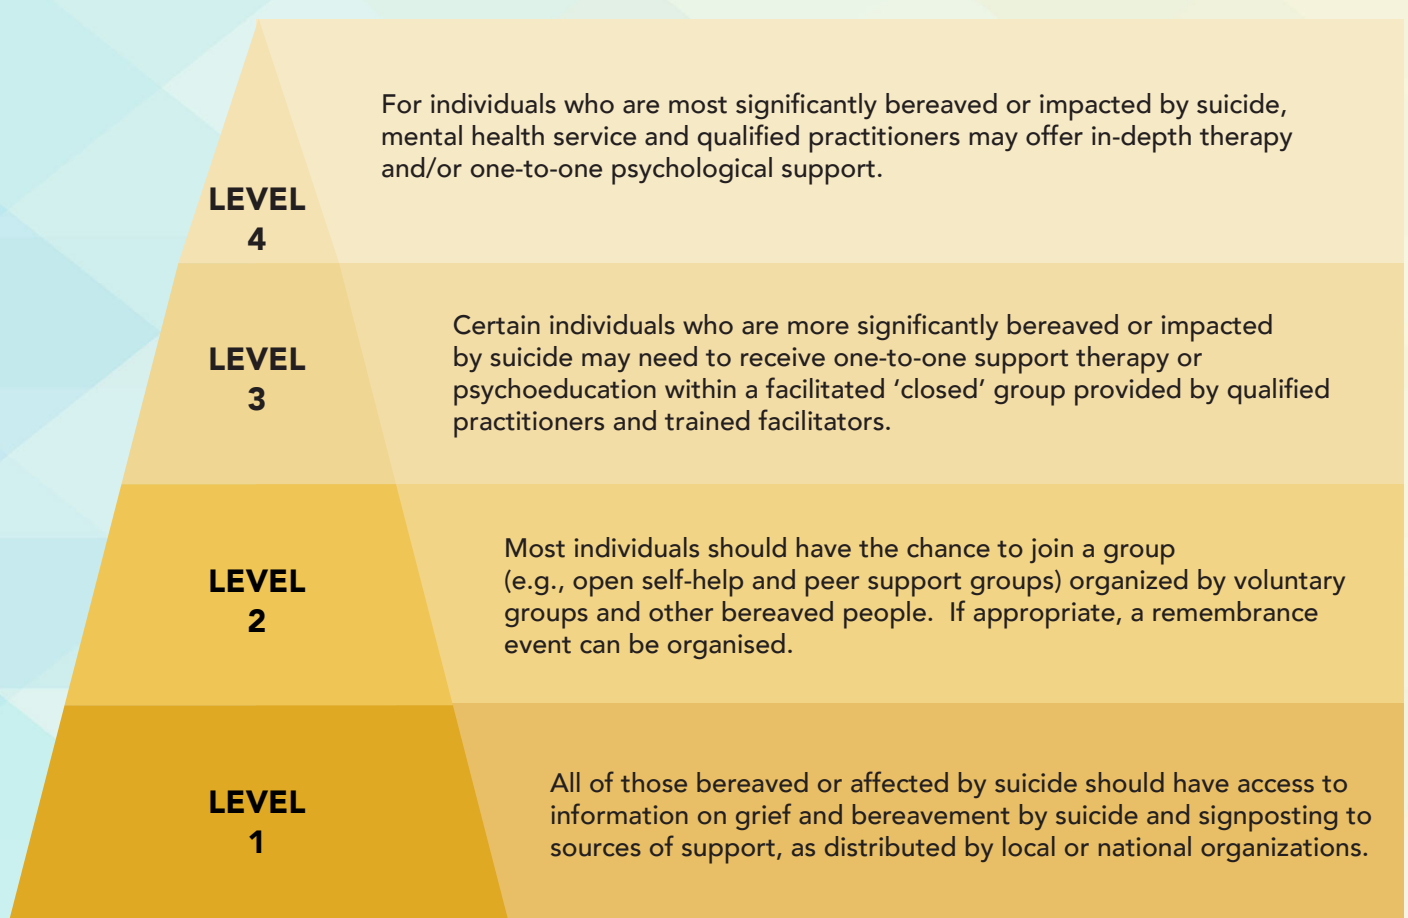 For individuals who are most significantly bereaved or impacted by suicide,
mental health service and qualified practitioners may offer in-depth therapy
and/or one-to-one psychological support.
LEVEL
4
Certain individuals who are more significantly bereaved or impacted
by suicide may need to receive one-to-one support therapy or
psychoeducation within a facilitated ‘closed’ group provided by qualified
practitioners and trained facilitators.
LEVEL
3
Most individuals should have the chance to join a group
(e.g., open self-help and peer support groups) organized by voluntary
groups and other bereaved people.  If appropriate, a remembrance
event can be organised.
LEVEL
2
All of those bereaved or affected by suicide should have access to
information on grief and bereavement by suicide and signposting to
sources of support, as distributed by local or national organizations.
LEVEL
1